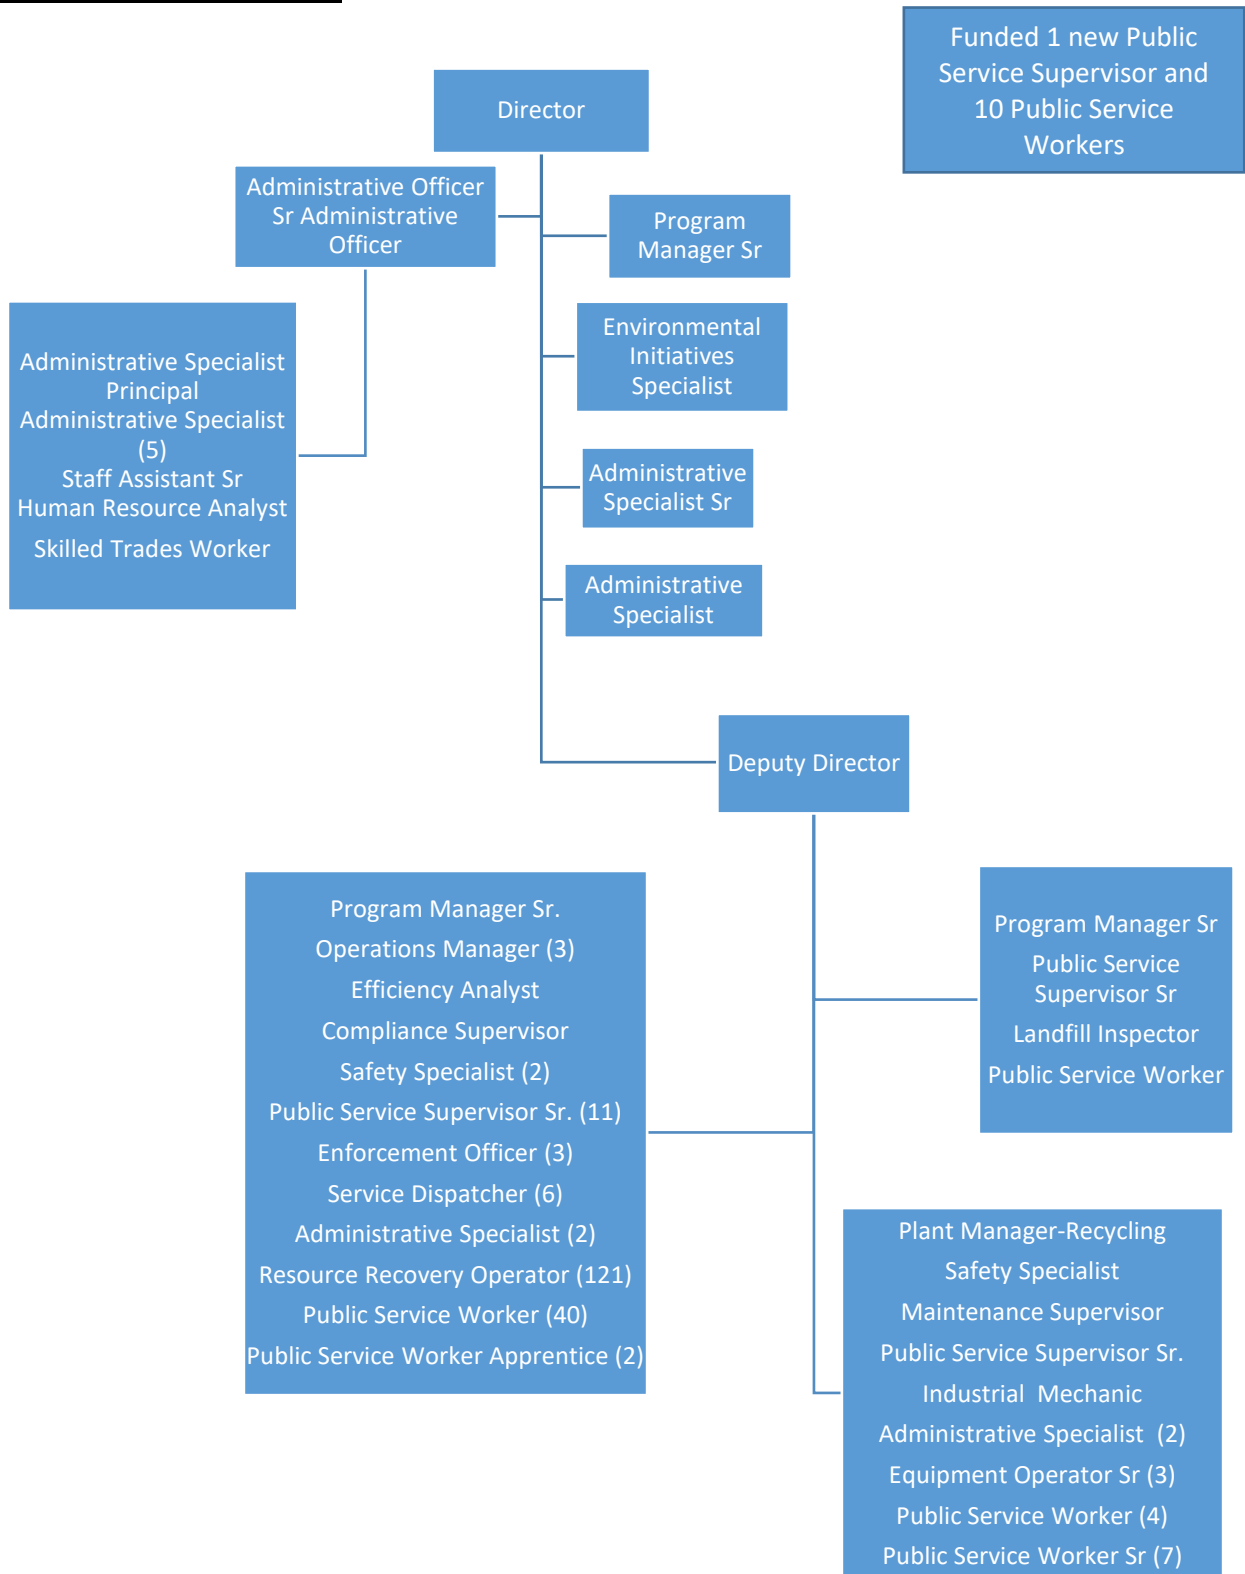 Funded 1 new Public
Service Supervisor and
10 Public Service
Workers
Director
Administrative Officer
Sr Administrative
Officer
Program
Manager Sr
Environmental
Initiatives
Specialist
Administrative Specialist
Principal
Administrative Specialist
(5)
Staff Assistant Sr
Human Resource Analyst
Skilled Trades Worker
Administrative
Specialist Sr
Administrative
Specialist
Deputy Director
Program Manager Sr.
Operations Manager (3)
Efficiency Analyst
Compliance Supervisor
Safety Specialist (2)
Public Service Supervisor Sr. (11)
Enforcement Officer (3)
Service Dispatcher (6)
Administrative Specialist (2)
Resource Recovery Operator (121)
Public Service Worker (40)
Public Service Worker Apprentice (2)
Program Manager Sr
Public Service
Supervisor Sr
Landfill Inspector
Public Service Worker
Plant Manager-Recycling
Safety Specialist
Maintenance Supervisor
Public Service Supervisor Sr.
Industrial  Mechanic
Administrative Specialist  (2)
Equipment Operator Sr (3)
Public Service Worker (4)
Public Service Worker Sr (7)